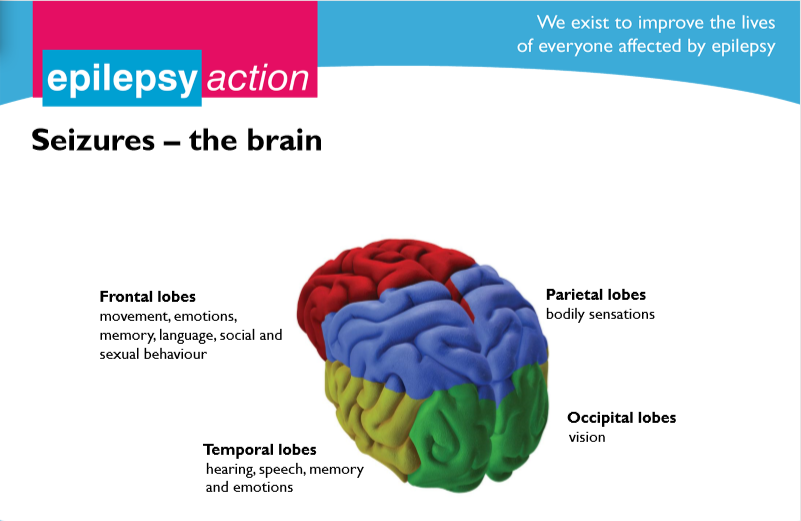 We exist to improve the lives
of everyone affected by epilepsy
epilepsy action
Seizures – the brain
Frontal lobes
movement, emotions,
memory, language, social and
sexual behaviour
Parietal lobes
bodily sensations
Temporal lobes
hearing, speech, memory
and emotions
Occipital lobes
vision